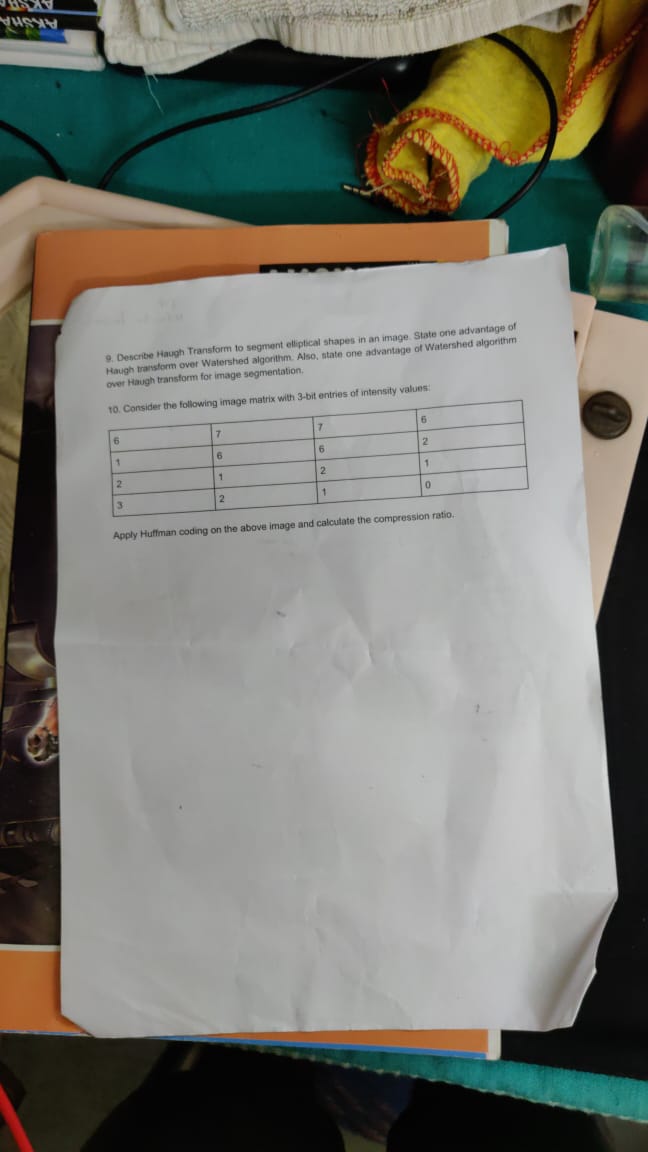 9. Describe Haugh Transform to segment elliptical shapes in an image. State one advantage of
Haugh transform over Watershed algorithm. Also, state one advantage of Watershed algorithm
over Haugh transform for image segmentation.
10. Consider the following image matrix with 3-bit entries of intensity values:
6 7 7 6
1 6 6 2
2 1 2 1
3 2 1 0
Apply Huffman coding on the above image and calculate the compression ratio.